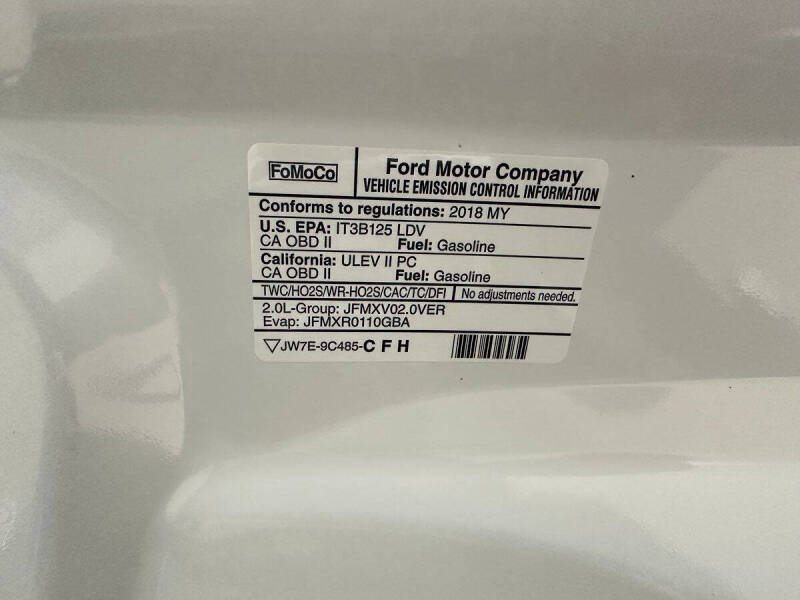 FoMoCo
Ford Motor Company
VEHICLE EMISSION CONTROL INFORMATION
Conforms to regulations: 2018 MY
U.S. EPA: IT3B125 LDV
CA OBD II Fuel: Gasoline
California: ULEV II PC
CA OBD II Fuel: Gasoline
TWC/HO2S/WR-HO2S/CAC/TC/DFI No adjustments needed.
2.0L-Group: JFMXV02.0VER
Evap: JFMXR0110GBA
JW7E-9C485-C F H